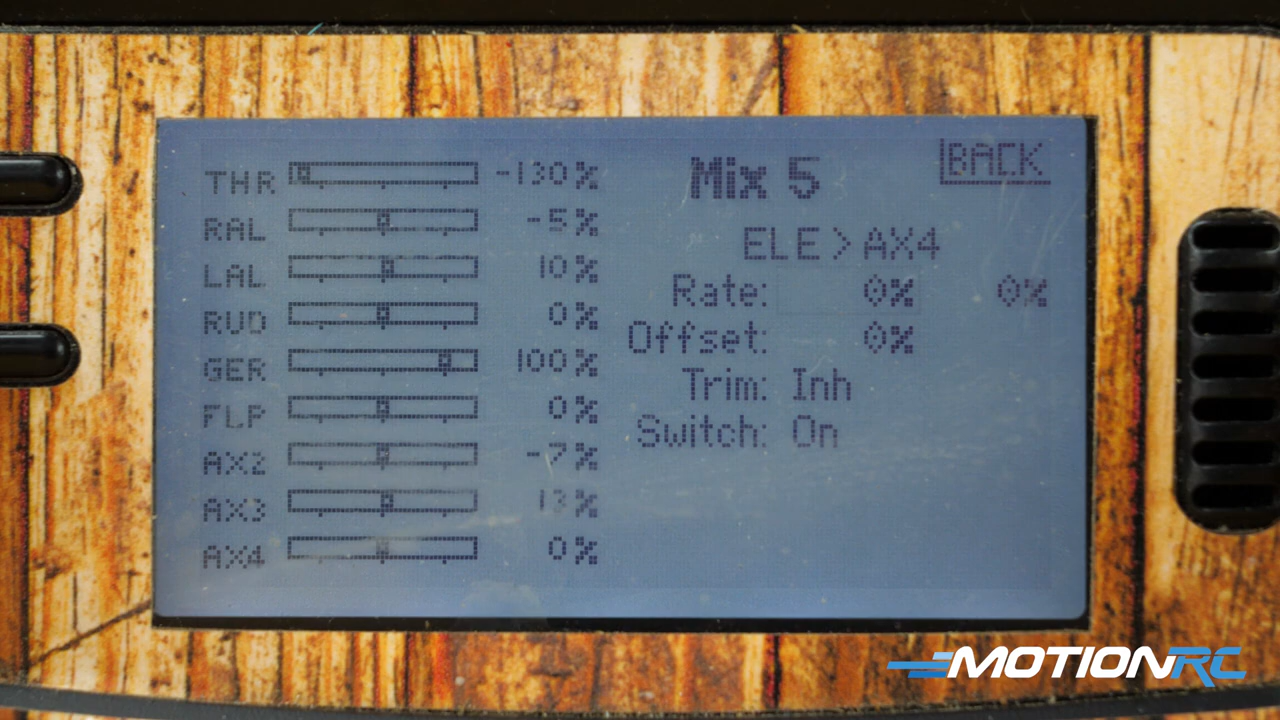 THR -130%
RAL -5%
LAL 10%
RUD 0%
GER 100%
FLP 0%
AX2 -7%
AX3 13%
AX4 0%
BACK
Mix 5
ELE>AX4
Rate: 0% 0%
Offset: 0%
Trim: Inh
Switch: On
MOTIONRC